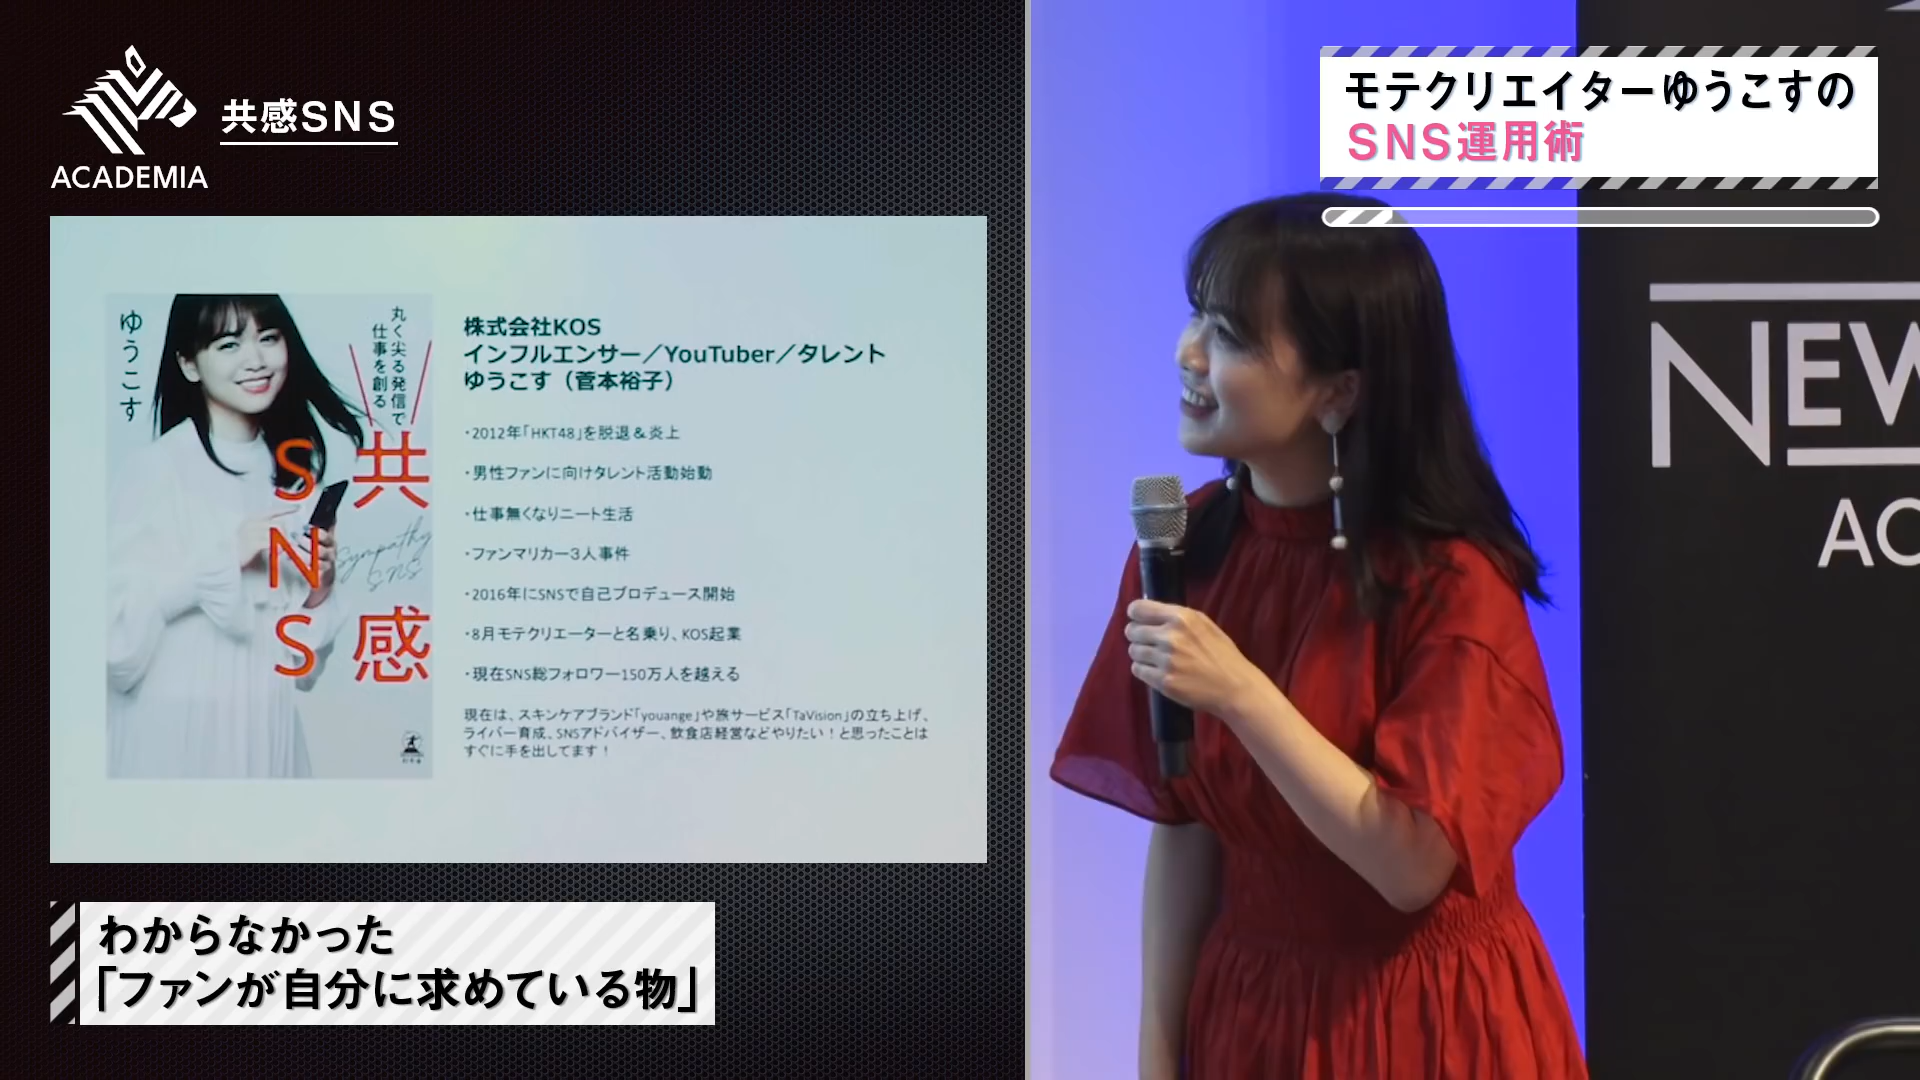 ACADEMIA
共感SNS
モテクリエイターゆうこすの
SNS運用術
ゆうこす
丸く尖る発信で
仕事を創る
共感
SNS
Sympathy
SNS
株式会社KOS
インフルエンサー／YouTuber／タレント
ゆうこす（菅本裕子）
・2012年「HKT48」を脱退＆炎上
・男性ファンに向けタレント活動始動
・仕事無くなりニート生活
・ファンマリカー3人事件
・2016年にSNSで自己プロデュース開始
・8月モテクリエーターと名乗り、KOS起業
・現在SNS総フォロワー150万人を越える
現在は、スキンケアブランド「youange」や旅サービス「TaVision」の立ち上げ、
ライバー育成、SNSアドバイザー、飲食店経営などやりたい！と思ったことは
すぐに手を出してます！
NEW
AC
わからなかった
「ファンが自分に求めている物」